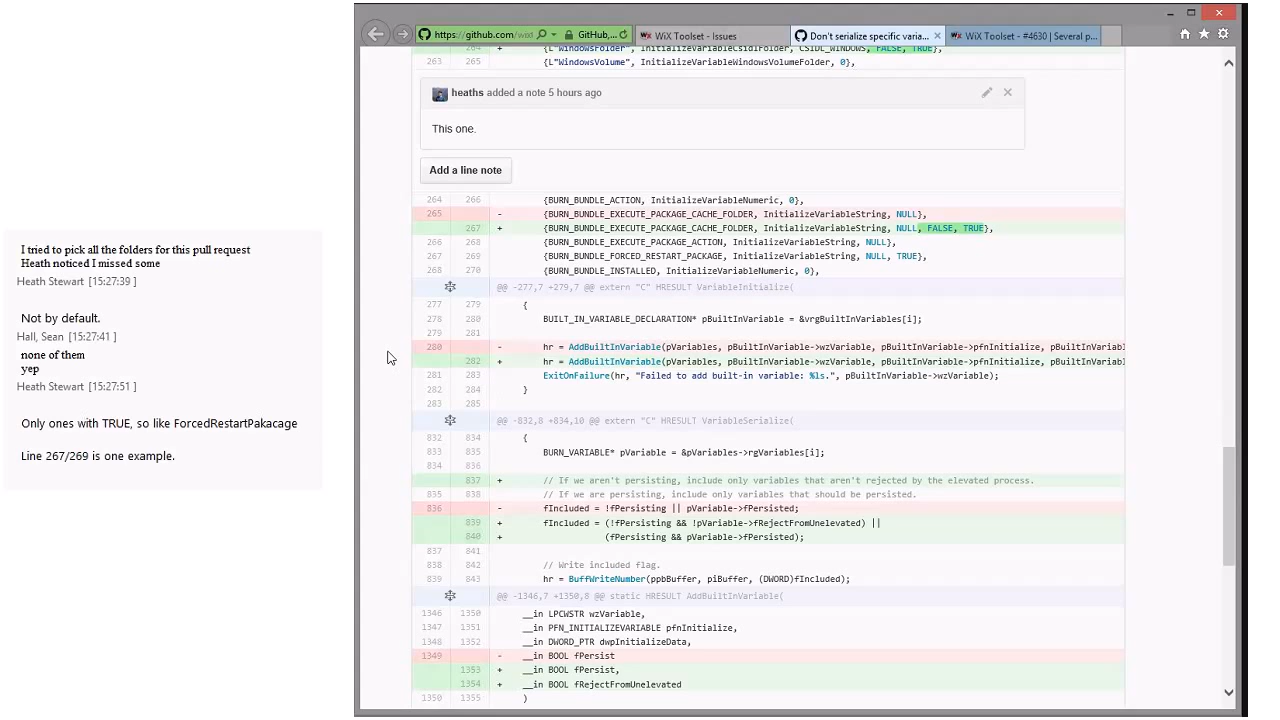 I tried to pick all the folders for this pull request
Heath noticed I missed some
Heath Stewart [15:27:39 ]
Not by default.
Hall, Sean [15:27:41 ]
none of them
yep
Heath Stewart [15:27:51 ]
Only ones with TRUE, so like ForcedRestartPakacage
Line 267/269 is one example.
https://github.com/wixt
GitHub,...
WiX Toolset - Issues
Don't serialize specific varia...
WiX Toolset - #4630 | Several p...
264 + {L"WindowsFolder", InitializeVariableCsidlFolder, CSIDL_WINDOWS, FALSE, TRUE},
263 265 {L"WindowsVolume", InitializeVariableWindowsVolumeFolder, 0},
heaths added a note 5 hours ago
This one.
Add a line note
264 266 {BURN_BUNDLE_ACTION, InitializeVariableNumeric, 0},
265 - {BURN_BUNDLE_EXECUTE_PACKAGE_CACHE_FOLDER, InitializeVariableString, NULL},
267 + {BURN_BUNDLE_EXECUTE_PACKAGE_CACHE_FOLDER, InitializeVariableString, NULL, FALSE, TRUE},
266 268 {BURN_BUNDLE_EXECUTE_PACKAGE_ACTION, InitializeVariableString, NULL},
267 269 {BURN_BUNDLE_FORCED_RESTART_PACKAGE, InitializeVariableString, NULL, TRUE},
268 270 {BURN_BUNDLE_INSTALLED, InitializeVariableNumeric, 0},
@@ -277,7 +279,7 @@ extern "C" HRESULT VariableInitialize(
277 279 {
278 280 BUILT_IN_VARIABLE_DECLARATION* pBuiltInVariable = &vrgBuiltInVariables[i];
279 281
280 - hr = AddBuiltInVariable(pVariables, pBuiltInVariable->wzVariable, pBuiltInVariable->pfnInitialize, pBuiltInVariabl
282 + hr = AddBuiltInVariable(pVariables, pBuiltInVariable->wzVariable, pBuiltInVariable->pfnInitialize, pBuiltInVariabl
281 283 ExitOnFailure(hr, "Failed to add built-in variable: %ls.", pBuiltInVariable->wzVariable);
282 284 }
283 285
@@ -832,8 +834,10 @@ extern "C" HRESULT VariableSerialize(
832 834 {
833 835 BURN_VARIABLE* pVariable = &pVariables->rgVariables[i];
834 836
837 + // If we aren't persisting, include only variables that aren't rejected by the elevated process.
835 838 // If we are persisting, include only variables that should be persisted.
836 - fIncluded = !fPersisting || pVariable->fPersisted;
839 + fIncluded = (!fPersisting && !pVariable->fRejectFromUnelevated) ||
840 + (fPersisting && pVariable->fPersisted);
837 841
838 842 // Write included flag.
839 843 hr = BuffWriteNumber(ppbBuffer, piBuffer, (DWORD)fIncluded);
@@ -1346,7 +1350,8 @@ static HRESULT AddBuiltInVariable(
1346 1350 __in LPCWSTR wzVariable,
1347 1351 __in PFN_INITIALIZEVARIABLE pfnInitialize,
1348 1352 __in DWORD_PTR dwpInitializeData,
1349 - __in BOOL fPersist
1353 + __in BOOL fPersist,
1354 + __in BOOL fRejectFromUnelevated
1350 1355 )